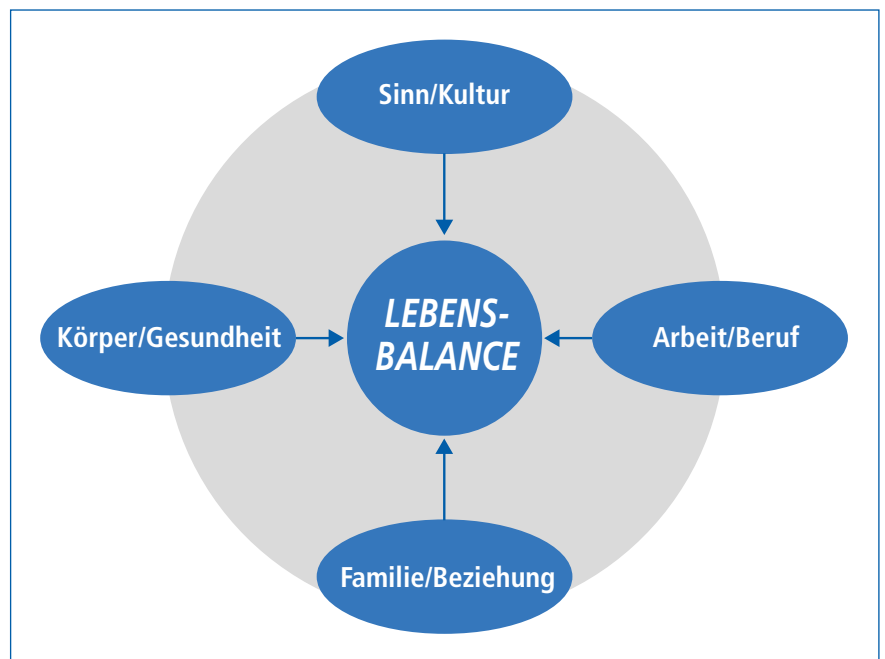 Sinn/Kultur
Körper/Gesundheit
LEBENS-
BALANCE
Arbeit/Beruf
Familie/Beziehung